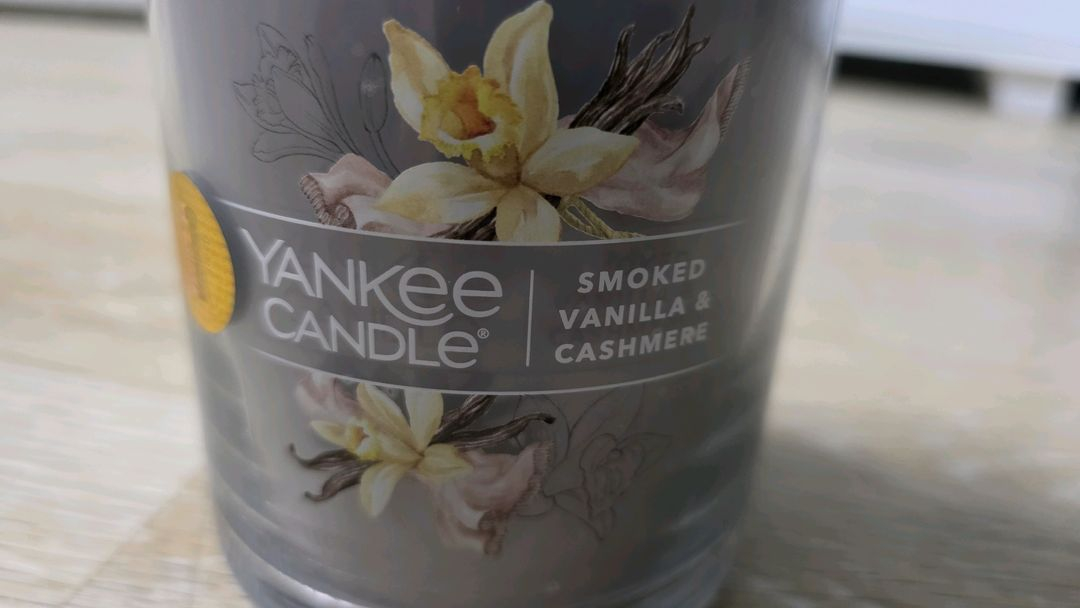 YANKEE
CANDLE®
SMOKED
VANILLA &
CASHMERE